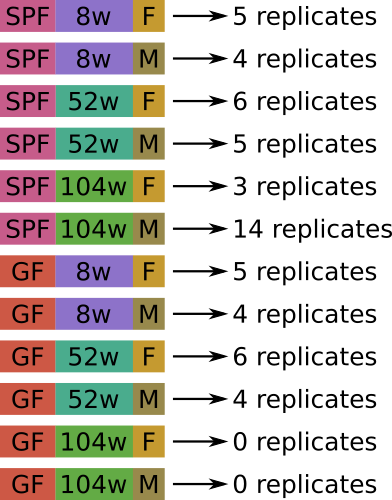 SPF 8w F 5 replicates
SPF 8w M 4 replicates
SPF 52w F 6 replicates
SPF 52w M 5 replicates
SPF 104w F 3 replicates
SPF 104w M 14 replicates
GF 8w F 5 replicates
GF 8w M 4 replicates
GF 52w F 6 replicates
GF 52w M 4 replicates
GF 104w F 0 replicates
GF 104w M 0 replicates